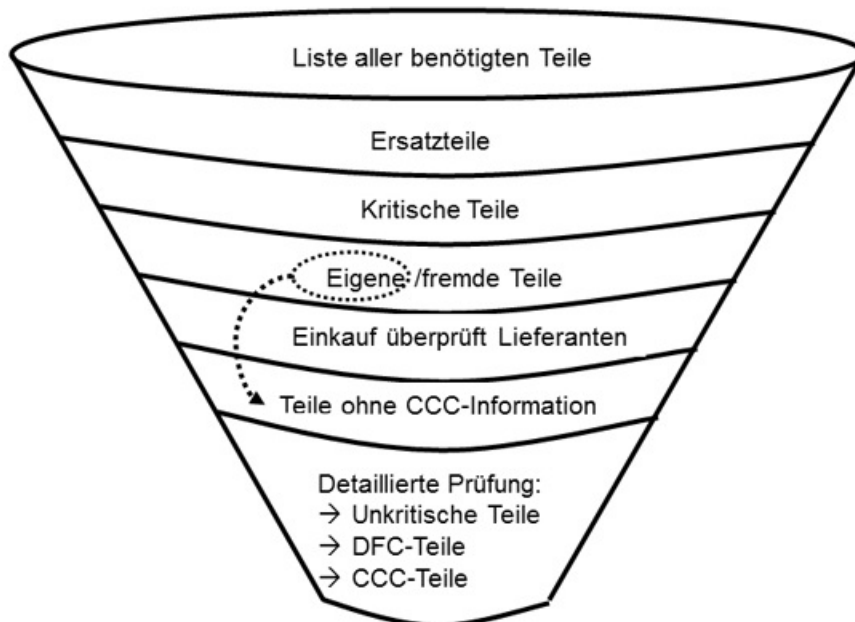 Liste aller benötigten Teile
Ersatzteile
Kritische Teile
Eigene /fremde Teile
Einkauf überprüft Lieferanten
Teile ohne CCC-Information
Detaillierte Prüfung:
→ Unkritische Teile
→ DFC-Teile
→ CCC-Teile